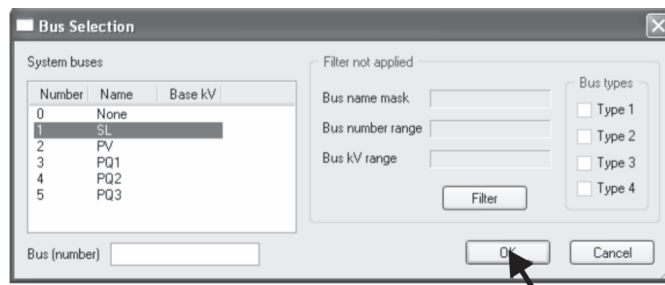 Bus Selection
System buses
Number Name Base kV
0 None
1 SL
2 PV
3 PQ1
4 PQ2
5 PQ3
Bus (number)
Filter not applied
Bus name mask
Bus number range
Bus kV range
Filter
Bus types
Type 1
Type 2
Type 3
Type 4
OK
Cancel